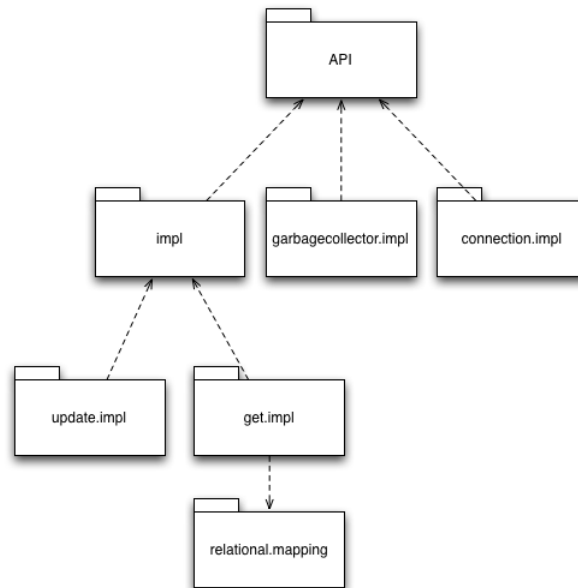 API
impl
garbagecollector.impl
connection.impl
update.impl
get.impl
relational.mapping